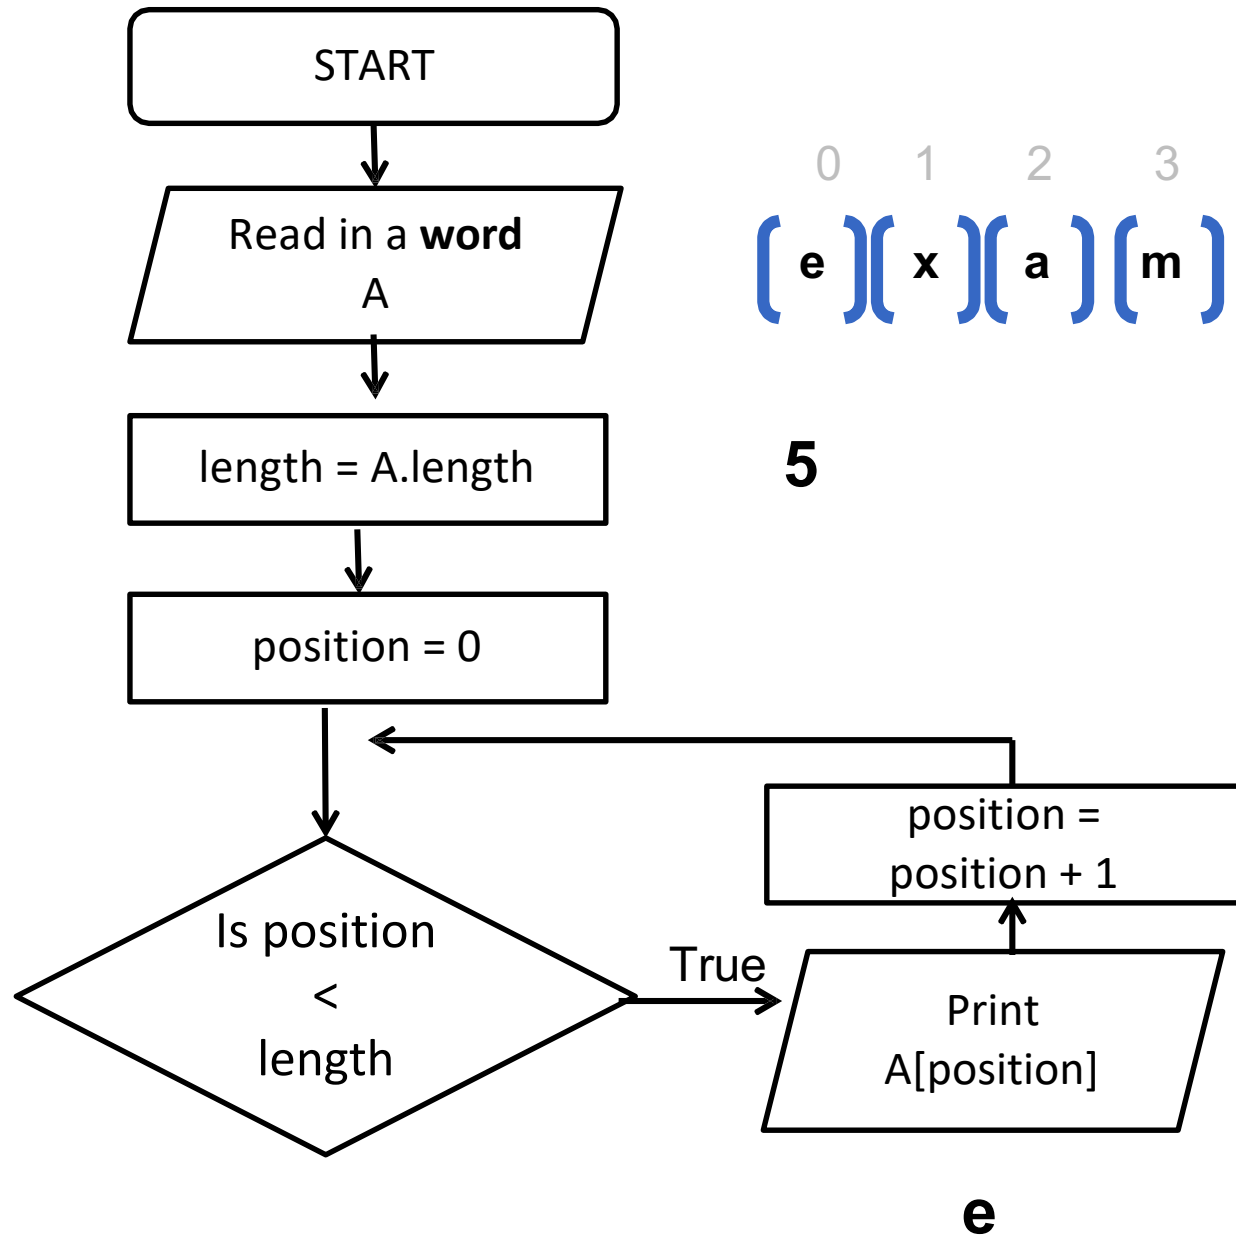 START
0 1 2 3
Read in a word
A
e x a m
length = A.length
5
position = 0
position =
position + 1
Is position
<
length
True
Print
A[position]
e